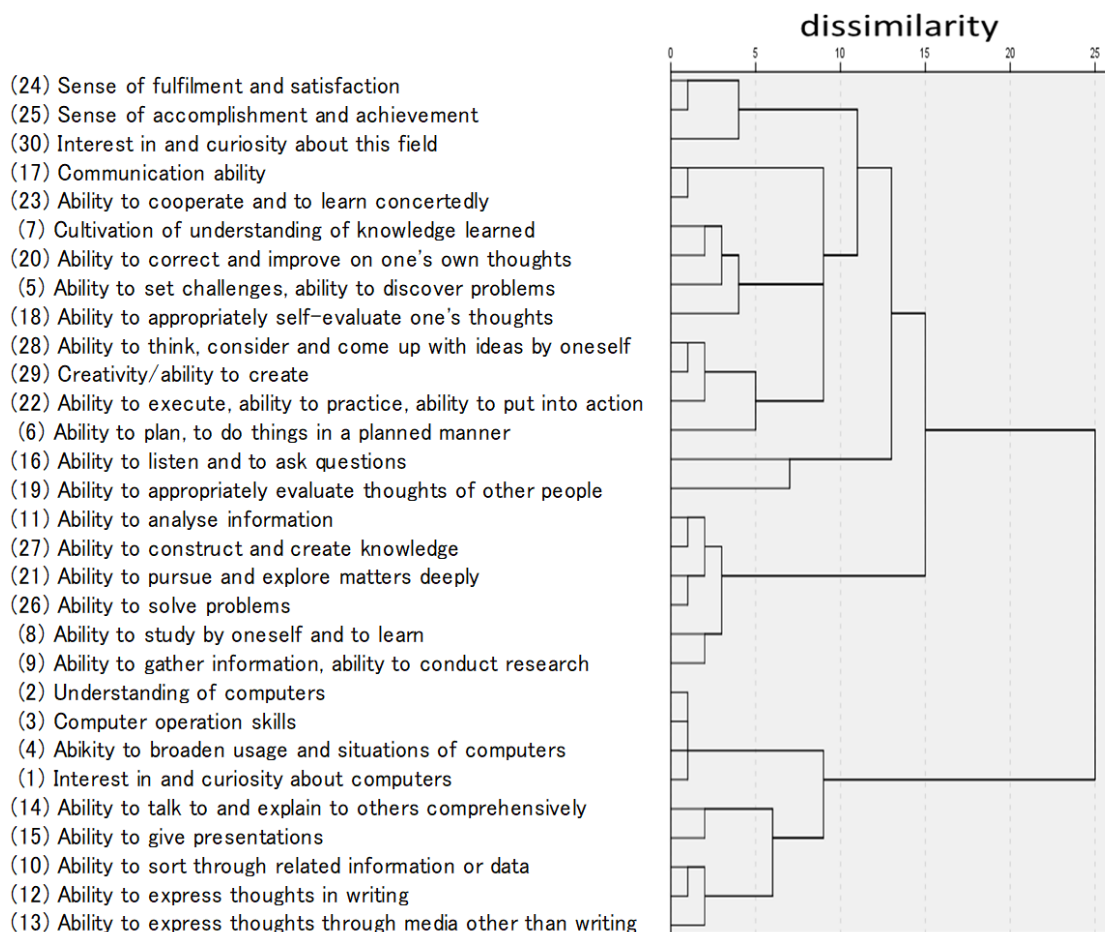 dissimilarity
0 5 10 15 20 25
(24) Sense of fulfilment and satisfaction
(25) Sense of accomplishment and achievement
(30) Interest in and curiosity about this field
(17) Communication ability
(23) Ability to cooperate and to learn concertedly
(7) Cultivation of understanding of knowledge learned
(20) Ability to correct and improve on one's own thoughts
(5) Ability to set challenges, ability to discover problems
(18) Ability to appropriately self-evaluate one's thoughts
(28) Ability to think, consider and come up with ideas by oneself
(29) Creativity/ability to create
(22) Ability to execute, ability to practice, ability to put into action
(6) Ability to plan, to do things in a planned manner
(16) Ability to listen and to ask questions
(19) Ability to appropriately evaluate thoughts of other people
(11) Ability to analyse information
(27) Ability to construct and create knowledge
(21) Ability to pursue and explore matters deeply
(26) Ability to solve problems
(8) Ability to study by oneself and to learn
(9) Ability to gather information, ability to conduct research
(2) Understanding of computers
(3) Computer operation skills
(4) Abikity to broaden usage and situations of computers
(1) Interest in and curiosity about computers
(14) Ability to talk to and explain to others comprehensively
(15) Ability to give presentations
(10) Ability to sort through related information or data
(12) Ability to express thoughts in writing
(13) Ability to express thoughts through media other than writing